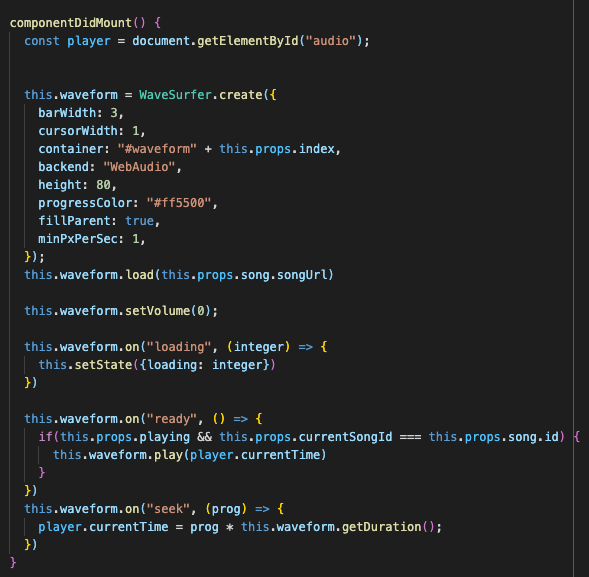 componentDidMount() {
const player = document.getElementById("audio");
this.waveform = WaveSurfer.create({
barWidth: 3,
cursorWidth: 1,
container: "#waveform" + this.props.index,
backend: "WebAudio",
height: 80,
progressColor: "#ff5500",
fillParent: true,
minPxPerSec: 1,
});
this.waveform.load(this.props.song.songUrl)
this.waveform.setVolume(0);
this.waveform.on("loading", (integer) => {
this.setState({loading: integer})
})
this.waveform.on("ready", () => {
if(this.props.playing && this.props.currentSongId === this.props.song.id) {
this.waveform.play(player.currentTime)
}
})
this.waveform.on("seek", (prog) => {
player.currentTime = prog * this.waveform.getDuration();
})
}